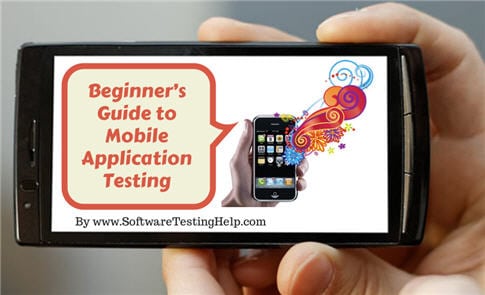 Beginner's
Guide to
Mobile
Application
Testing
By www.SoftwareTestingHelp.com